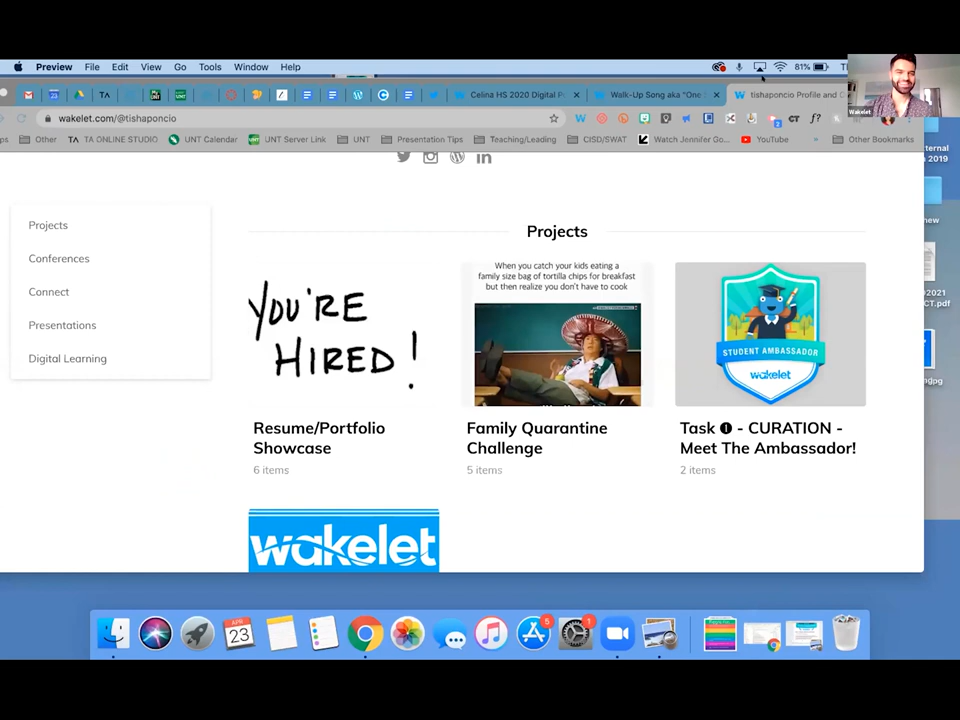 Preview File Edit View Go Tools Window Help 81%
Wakelet
Celina HS 2020 Digital P
Walk-Up Song aka "One
tishaponcio Profile and C
wakelet.com/@tishaponcio
Other TA ONLINE STUDIO UNT Calendar UNT Server Link UNT Presentation Tips Teaching/Leading CISD/SWAT Watch Jennifer Go... YouTube Other Bookmarks
Projects
Conferences
Connect
Presentations
Digital Learning
Projects
YOU'RE
HIRED!
Resume/Portfolio
Showcase
6 items
When you catch your kids eating a
family size bag of tortilla chips for breakfast
but then realize you don't have to cook
Family Quarantine
Challenge
5 items
STUDENT AMBASSADOR
wakelet
Task ❶ - CURATION -
Meet The Ambassador!
2 items
wakelet
APR
23
5
1